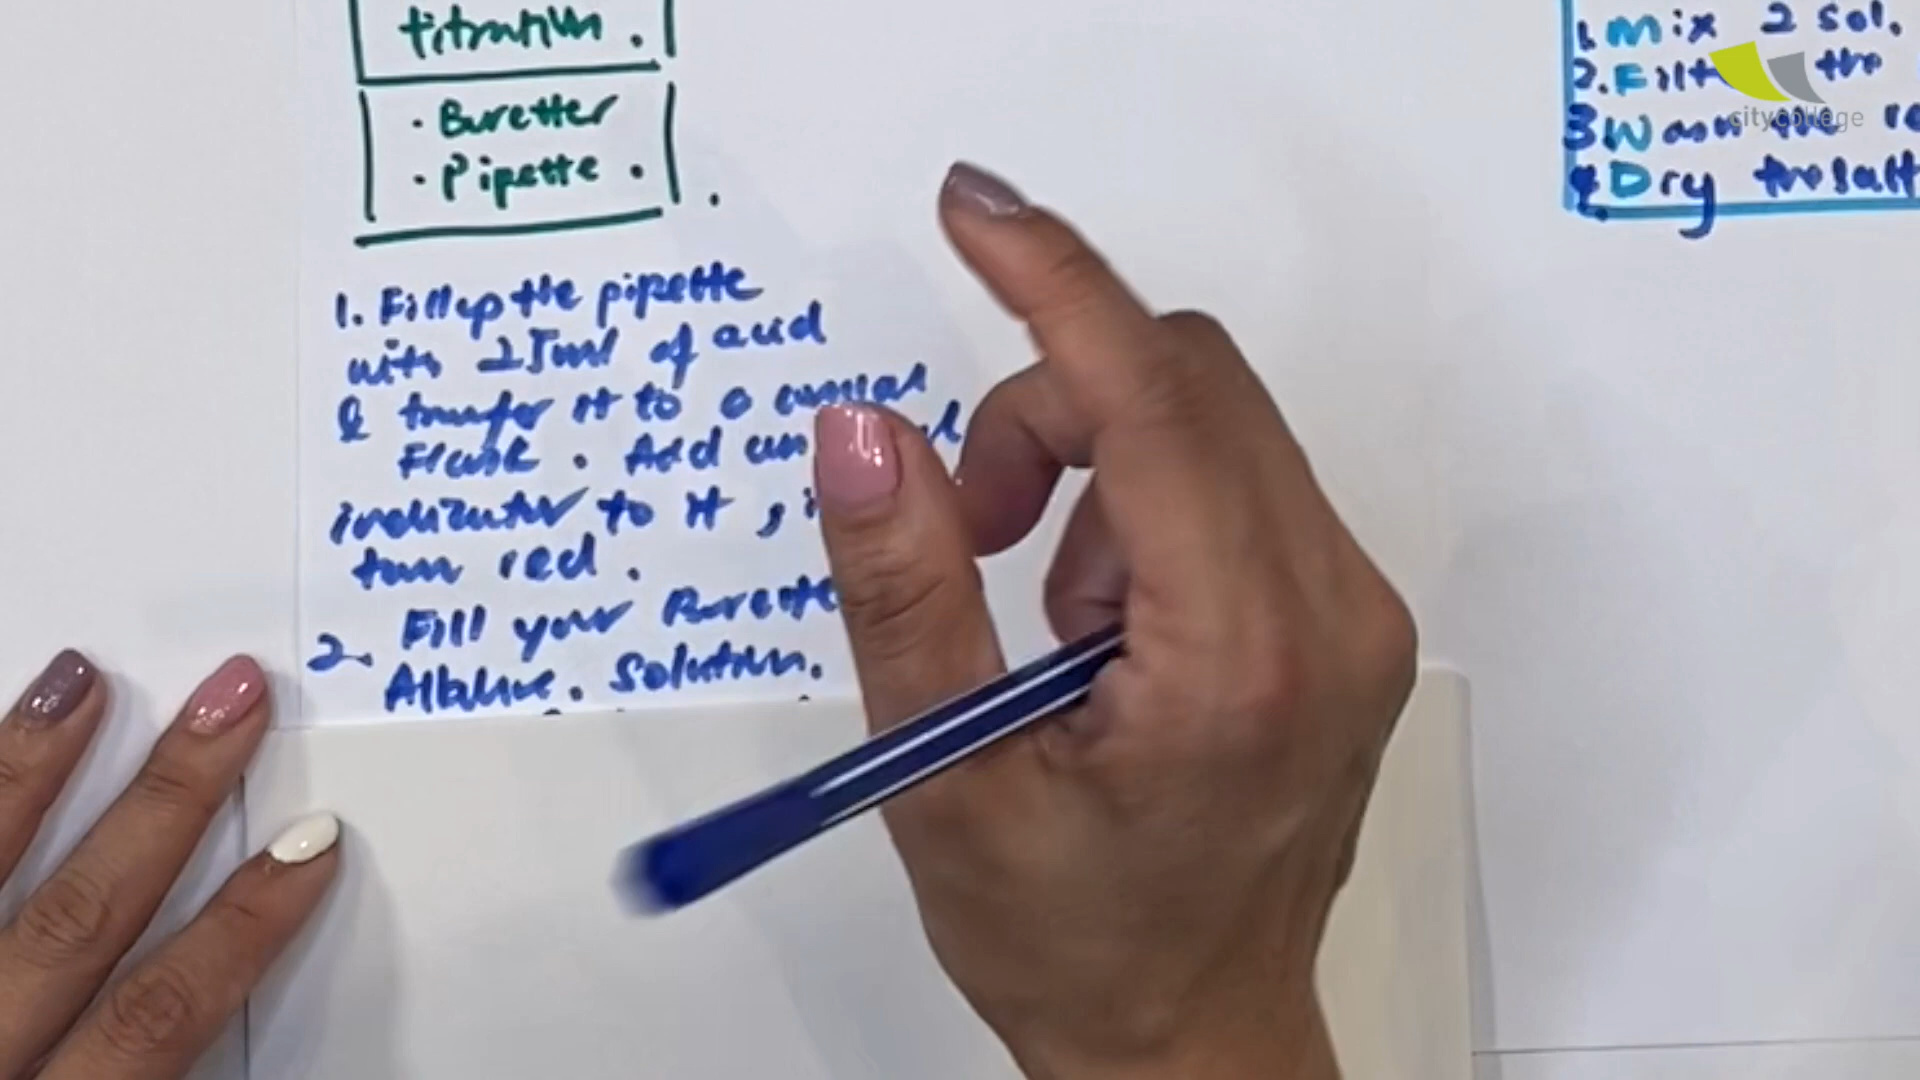 titration.
· Buretter
· Pipette.
1. Fill up the pipette
with 25ml of acid
& transfer it to a conical
Flask. Add
indicator to it,
turn red.
2. Fill your Burette
Alkaline. Solution.
1. Mix 2 sol.
2. Filt the
3 Wash the re
4. Dry the salt
citycollege